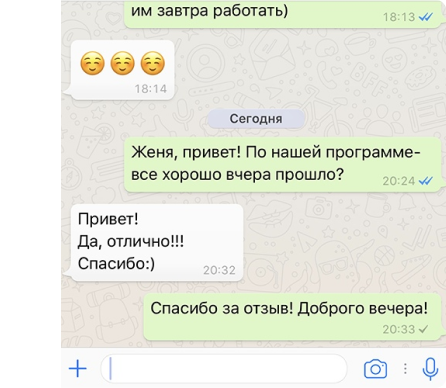 им завтра работать)
18:13
☺️☺️☺️
18:14
Сегодня
Женя, привет! По нашей программе-
все хорошо вчера прошло?
20:24
Привет!
Да, отлично!!!
Спасибо:)
20:32
Спасибо за отзыв! Доброго вечера!
20:33